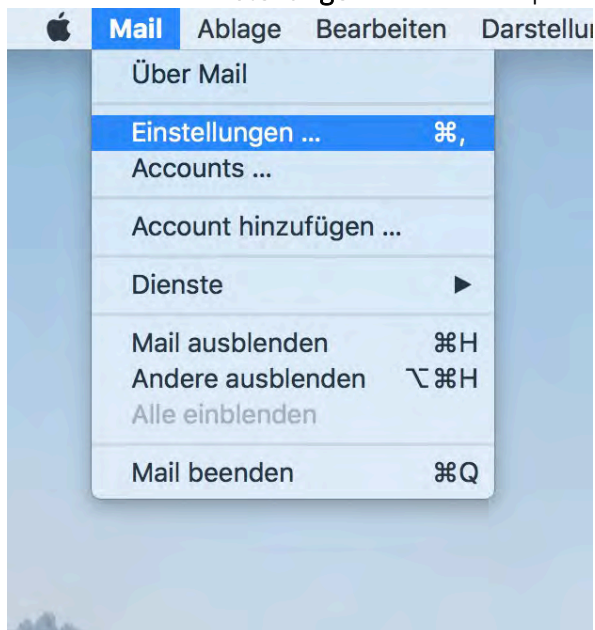 Mail Ablage Bearbeiten
Über Mail
Einstellungen ... ⌘,
Accounts ...
Account hinzufügen ...
Dienste ▶
Mail ausblenden ⌘H
Andere ausblenden ⌥⌘H
Alle einblenden
Mail beenden ⌘Q